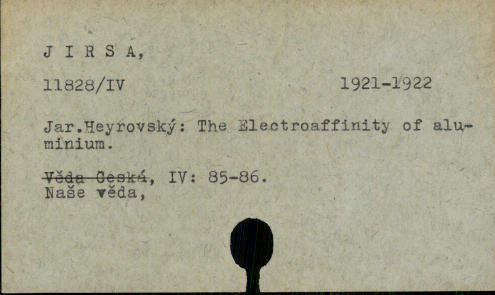 J I R S A,
11828/IV 1921-1922
Jar.Heyrovský: The Electroaffinity of alu-
minium.
Věda Česká, IV: 85-86.
Naše věda,